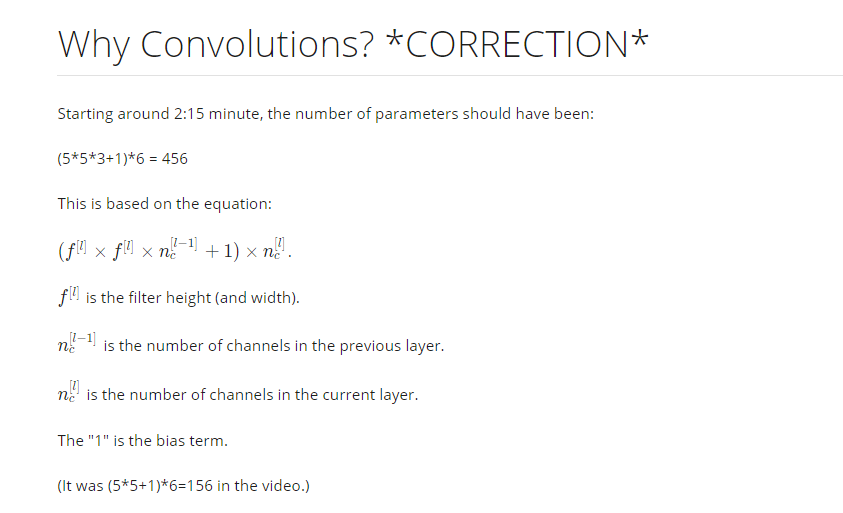 Why Convolutions? *CORRECTION*
Starting around 2:15 minute, the number of parameters should have been:
(5*5*3+1)*6 = 456
This is based on the equation:
(f^{[l]} × f^{[l]} × n_c^{[l−1]} + 1) × n_c^{[l]}.
f^{[l]} is the filter height (and width).
n_c^{[l−1]} is the number of channels in the previous layer.
n_c^{[l]} is the number of channels in the current layer.
The "1" is the bias term.
(It was (5*5+1)*6=156 in the video.)